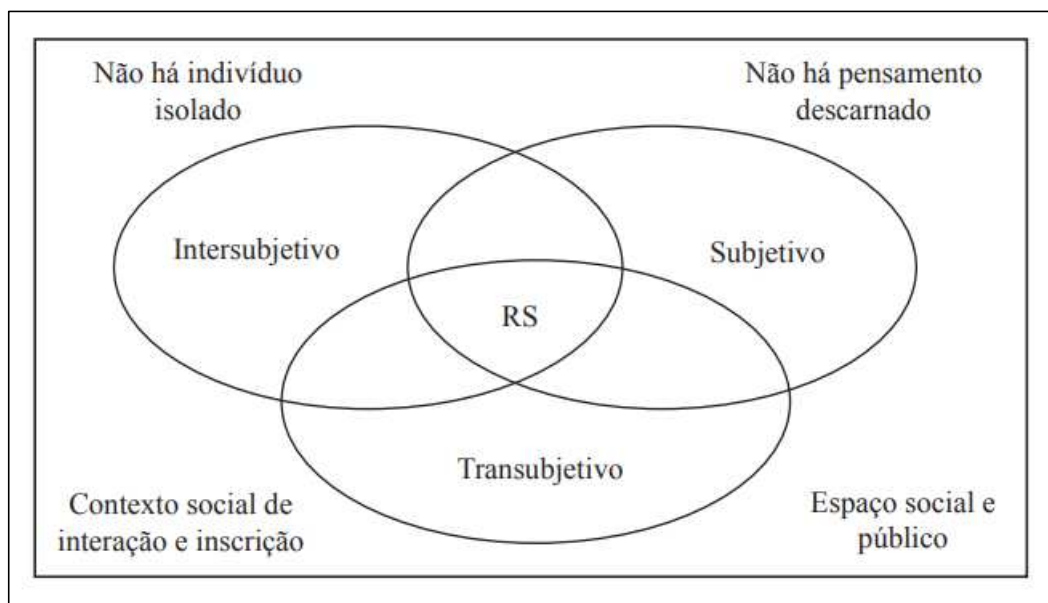 Não há indivíduo
isolado
Não há pensamento
descarnado
Intersubjetivo
Subjetivo
RS
Transubjetivo
Contexto social de
interação e inscrição
Espaço social e
público